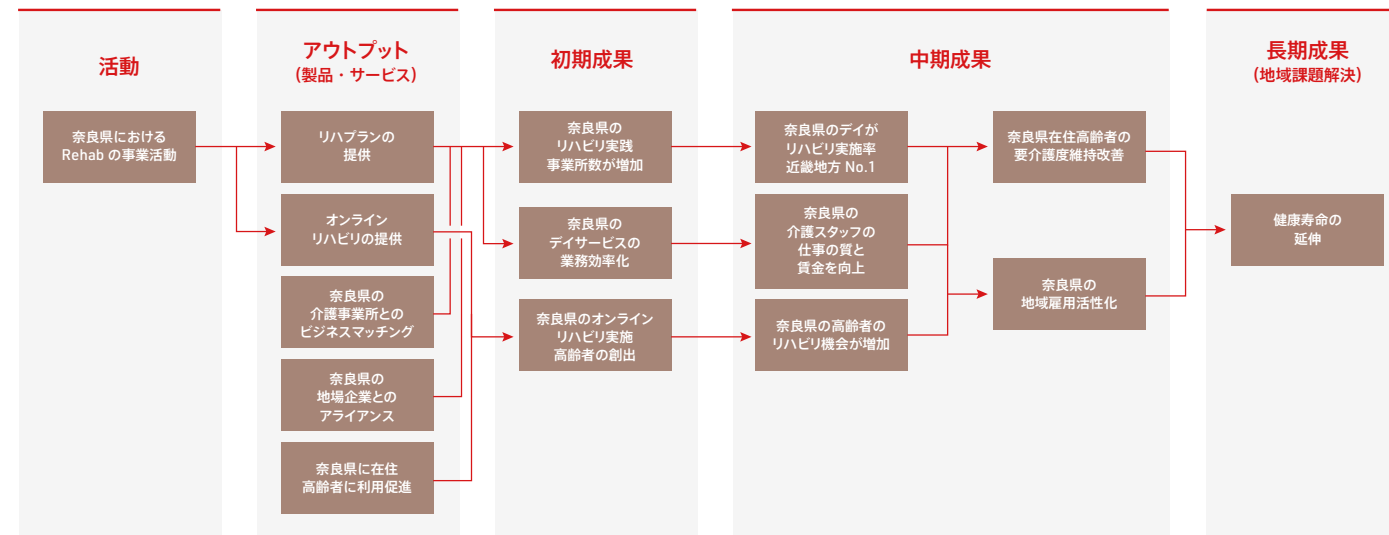 活動
奈良県における
Rehab の事業活動
アウトプット
(製品・サービス)
リハプランの
提供
オンライン
リハビリの提供
奈良県の
介護事業所との
ビジネスマッチング
奈良県の
地場企業との
アライアンス
奈良県に在住
高齢者に利用促進
初期成果
奈良県の
リハビリ実践
事業所数が増加
奈良県の
デイサービスの
業務効率化
奈良県のオンライン
リハビリ実施
高齢者の創出
中期成果
奈良県のデイが
リハビリ実施率
近畿地方 No.1
奈良県の
介護スタッフの
仕事の質と
賃金を向上
奈良県の高齢者の
リハビリ機会が増加
奈良県在住高齢者の
要介護度維持改善
奈良県の
地域雇用活性化
長期成果
(地域課題解決)
健康寿命の
延伸